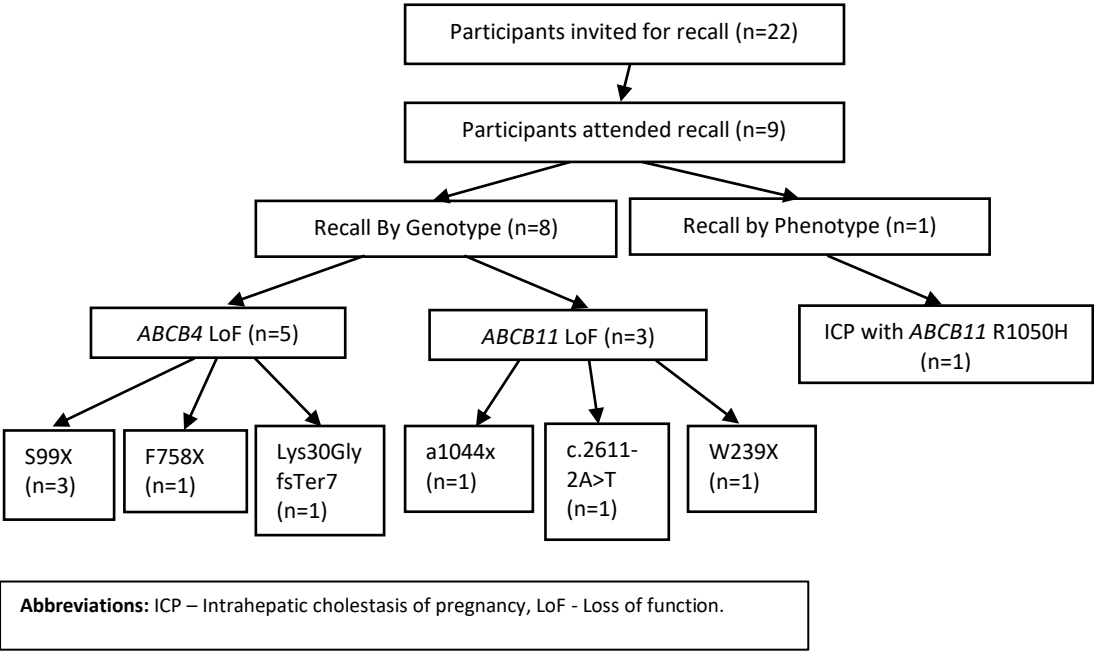 Participants invited for recall (n=22)
Participants attended recall (n=9)
Recall By Genotype (n=8)
Recall by Phenotype (n=1)
ABCB4 LoF (n=5)
ABCB11 LoF (n=3)
ICP with ABCB11 R1050H
(n=1)
S99X
(n=3)
F758X
(n=1)
Lys30Gly
fsTer7
(n=1)
a1044x
(n=1)
c.2611-
2A>T
(n=1)
W239X
(n=1)
Abbreviations: ICP – Intrahepatic cholestasis of pregnancy, LoF - Loss of function.